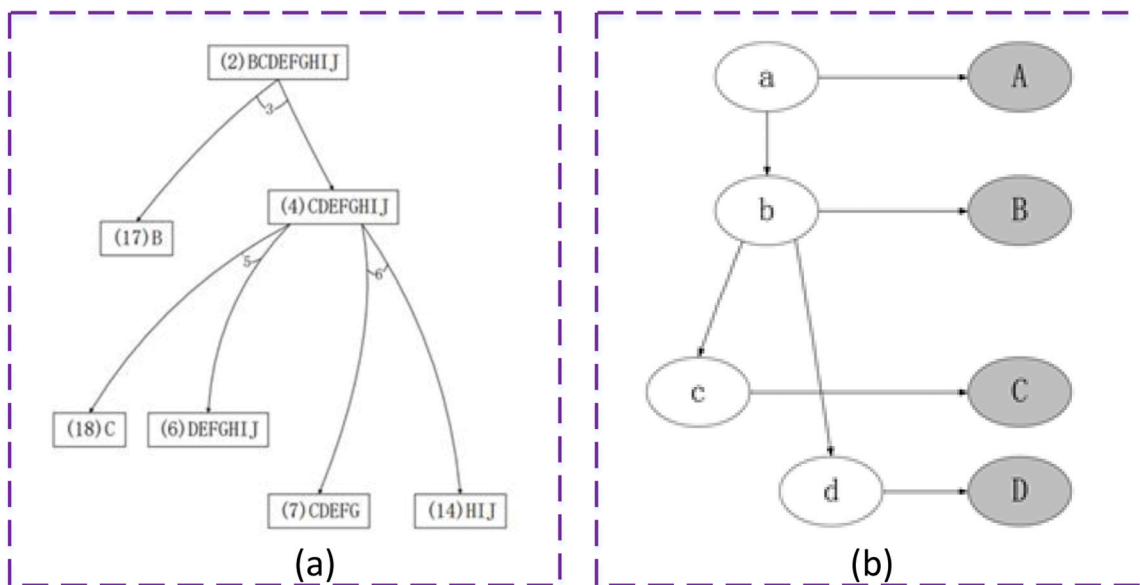 (2)BCDEFGHIJ
3
(4)CDEFGHIJ
(17)B
5
6
(18)C
(6)DEFGHIJ
(7)CDEFG
(14)HIJ
(a)
a
A
b
B
c
C
d
D
(b)